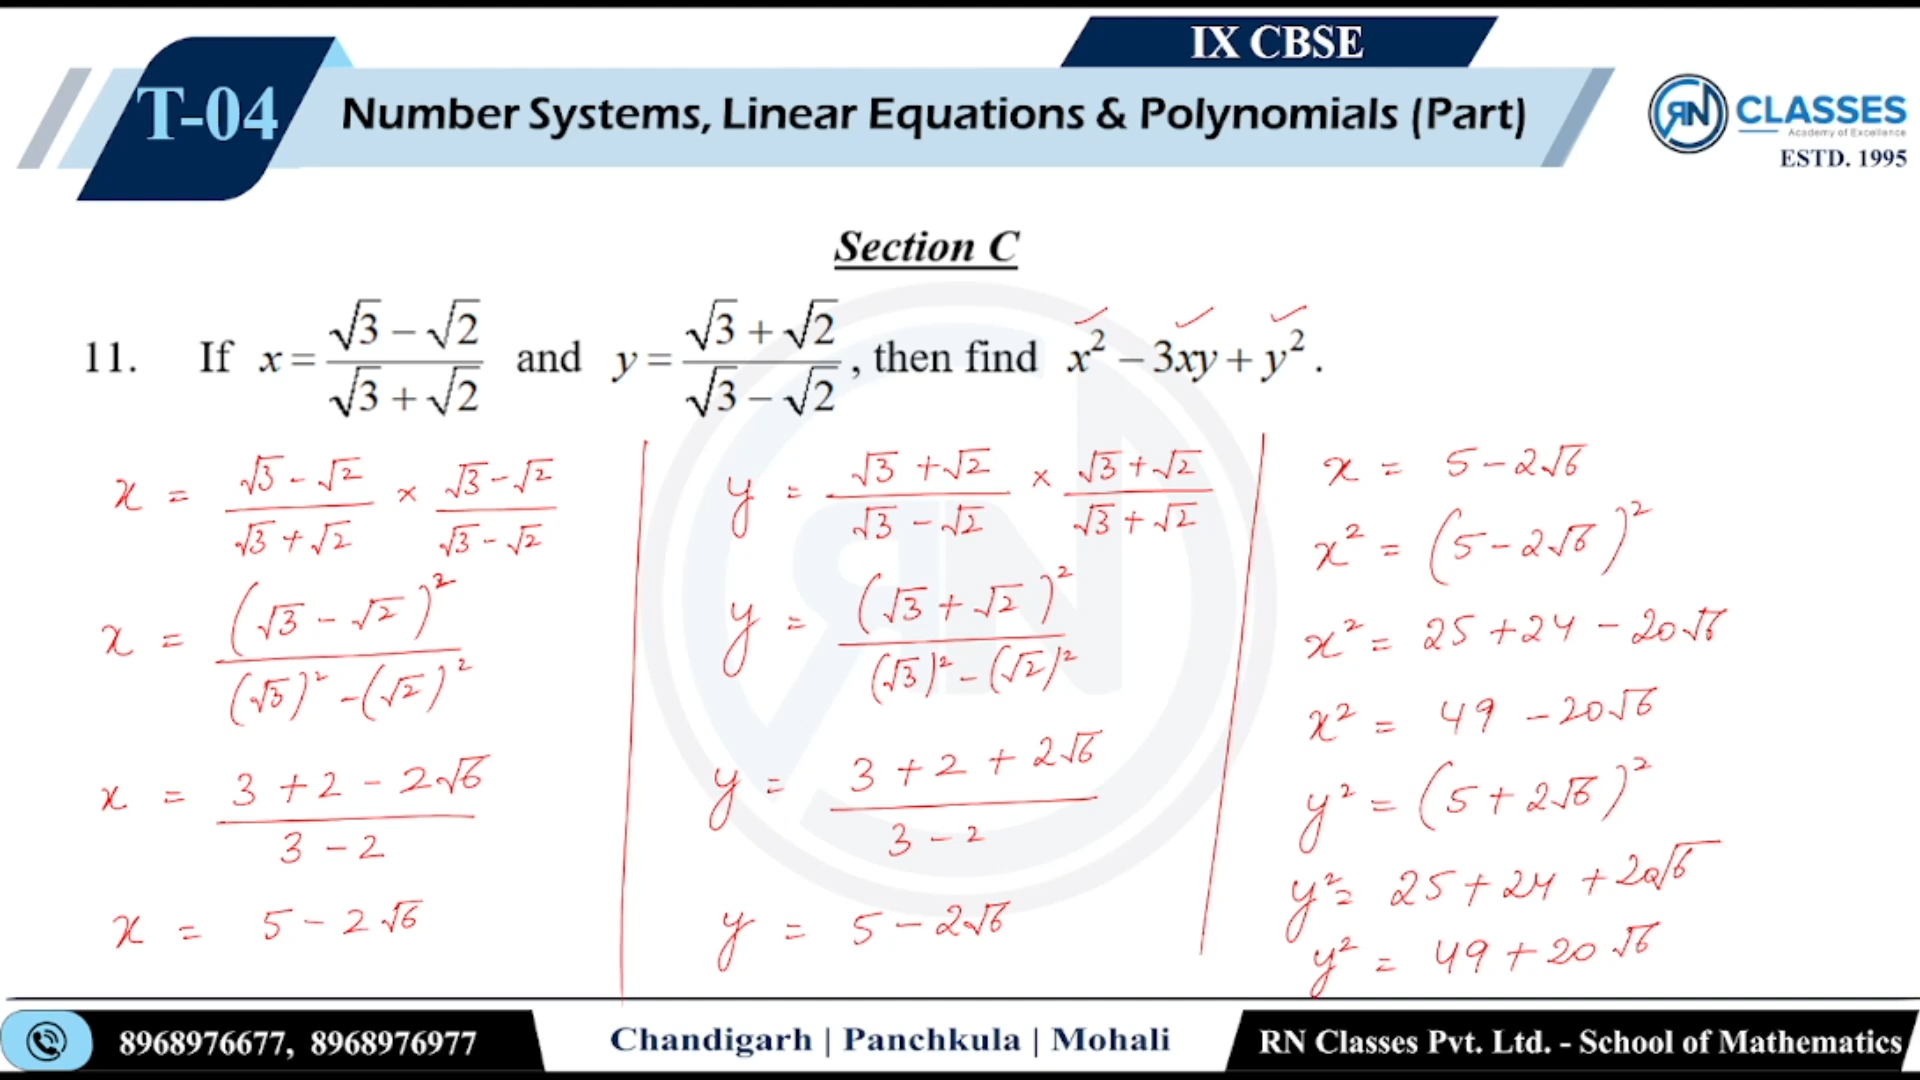 IX CBSE
T-04
Number Systems, Linear Equations & Polynomials (Part)
RN CLASSES
Academy of Excellence
ESTD. 1995
Section C
11. If x = (√3 − √2)/(√3 + √2) and y = (√3 + √2)/(√3 − √2), then find x² − 3xy + y².
x = (√3 − √2)/(√3 + √2) × (√3 − √2)/(√3 − √2)
x = (√3 − √2)²/((√3)² − (√2)²)
x = (3 + 2 − 2√6)/(3 − 2)
x = 5 − 2√6
y = (√3 + √2)/(√3 − √2) × (√3 + √2)/(√3 + √2)
y = (√3 + √2)²/((√3)² − (√2)²)
y = (3 + 2 + 2√6)/(3 − 2)
y = 5 − 2√6
x = 5 − 2√6
x² = (5 − 2√6)²
x² = 25 + 24 − 20√6
x² = 49 − 20√6
y² = (5 + 2√6)²
y² = 25 + 24 + 20√6
y² = 49 + 20√6
8968976677, 8968976977
Chandigarh | Panchkula | Mohali
RN Classes Pvt. Ltd. - School of Mathematics